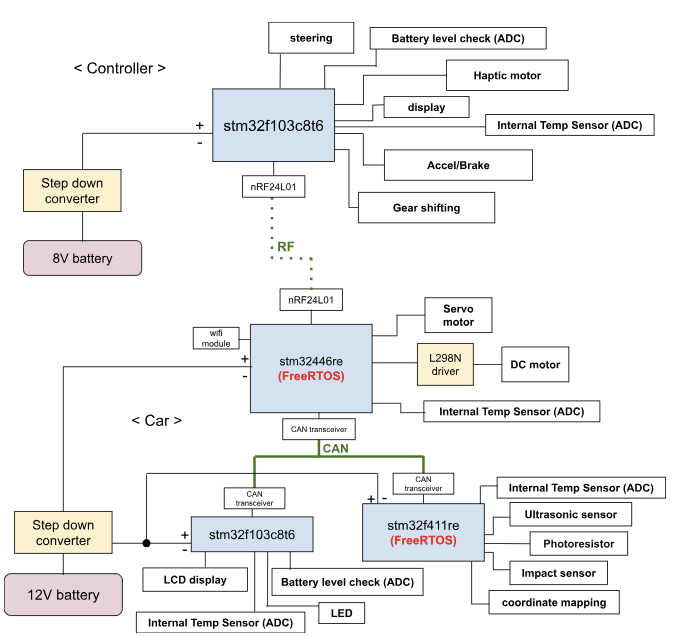 steering
Battery level check (ADC)
< Controller >
Haptic motor
display
stm32f103c8t6
+
-
Internal Temp Sensor (ADC)
Accel/Brake
Step down
converter
nRF24L01
Gear shifting
RF
8V battery
nRF24L01
Servo
motor
wifi
module
stm32446re
(FreeRTOS)
+
-
L298N
driver
DC motor
Internal Temp Sensor (ADC)
< Car >
CAN transceiver
CAN
CAN
transceiver
CAN
transceiver
Internal Temp Sensor (ADC)
+ -
Ultrasonic sensor
Step down
converter
+
-
stm32f103c8t6
stm32f411re
(FreeRTOS)
Photoresistor
Impact sensor
LCD display
Battery level check (ADC)
12V battery
coordinate mapping
LED
Internal Temp Sensor (ADC)